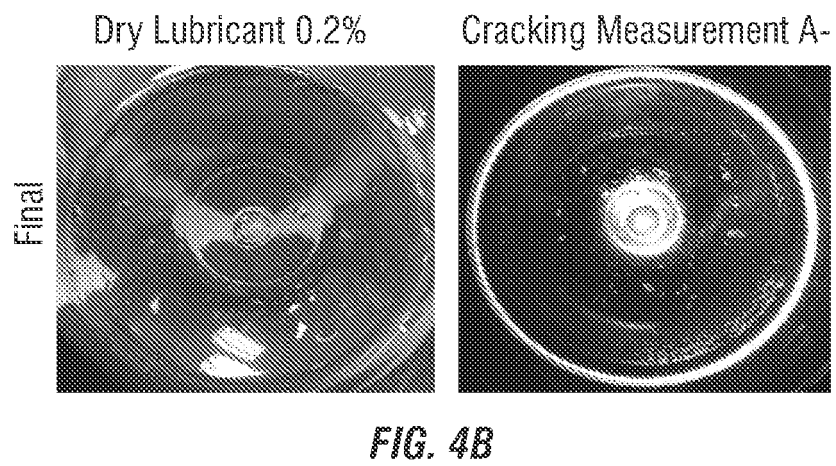 Dry Lubricant 0.2%
Cracking Measurement A-
Final
FIG. 4B